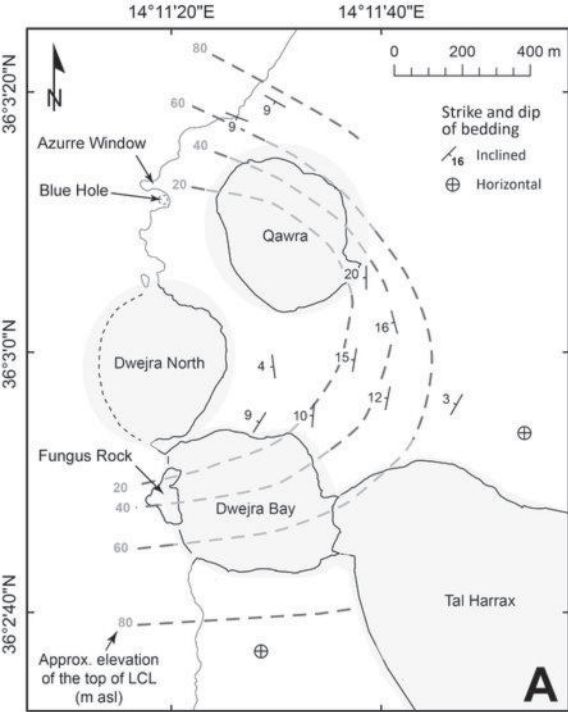 14°11'20"E
14°11'40"E
36°3'20"N
36°3'0"N
36°2'40"N
N
0 200 400 m
Strike and dip
of bedding
16 Inclined
Horizontal
80
60
40
20
9
9
Azurre Window
Blue Hole
Qawra
20
16
15
12
10
9
4
3
Dwejra North
Fungus Rock
20
40
60
80
Dwejra Bay
Tal Harrax
Approx. elevation
of the top of LCL
(m asl)
A